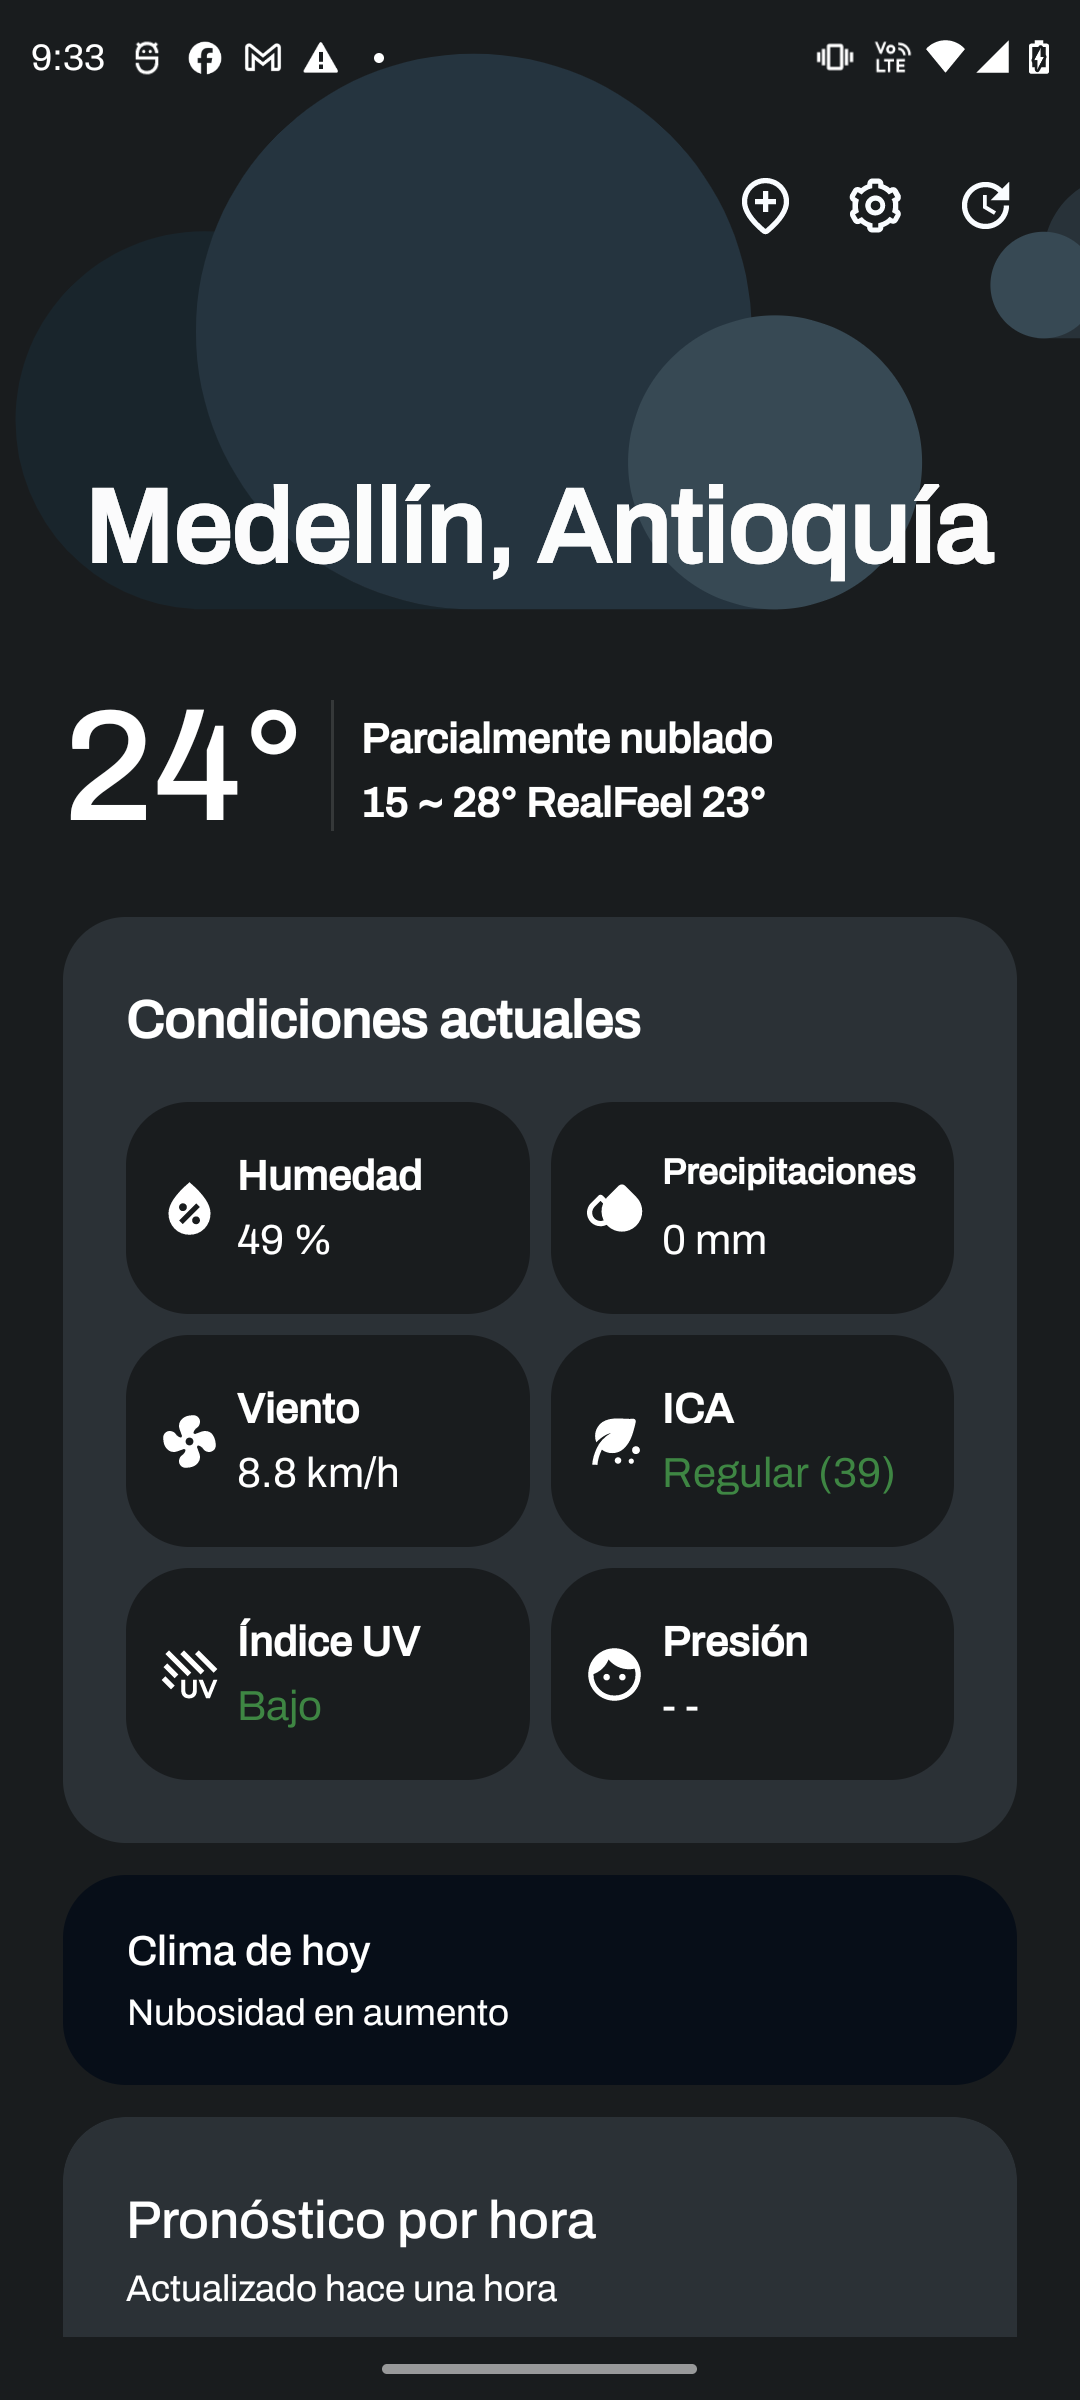 9:33
Vo LTE
Medellín, Antioquía
24°
Parcialmente nublado
15 ~ 28° RealFeel 23°
Condiciones actuales
Humedad
49 %
Precipitaciones
0 mm
Viento
8.8 km/h
ICA
Regular (39)
UV
Índice UV
Bajo
Presión
- -
Clima de hoy
Nubosidad en aumento
Pronóstico por hora
Actualizado hace una hora